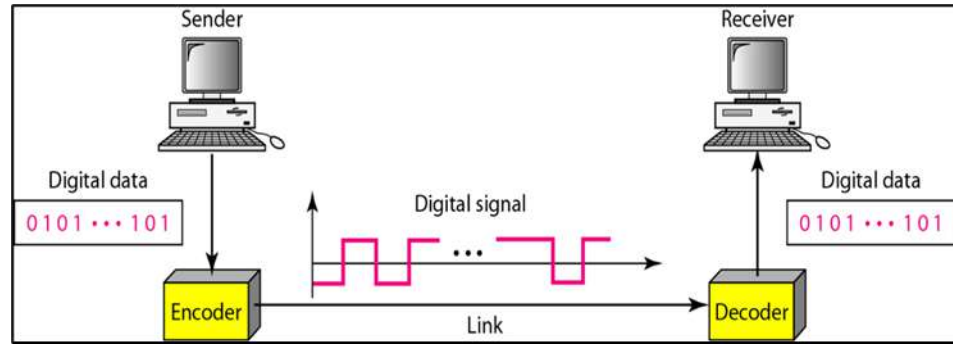 Sender
Receiver
Digital data
0101 ••• 101
Digital signal
•••
Digital data
0101 ••• 101
Encoder
Link
Decoder